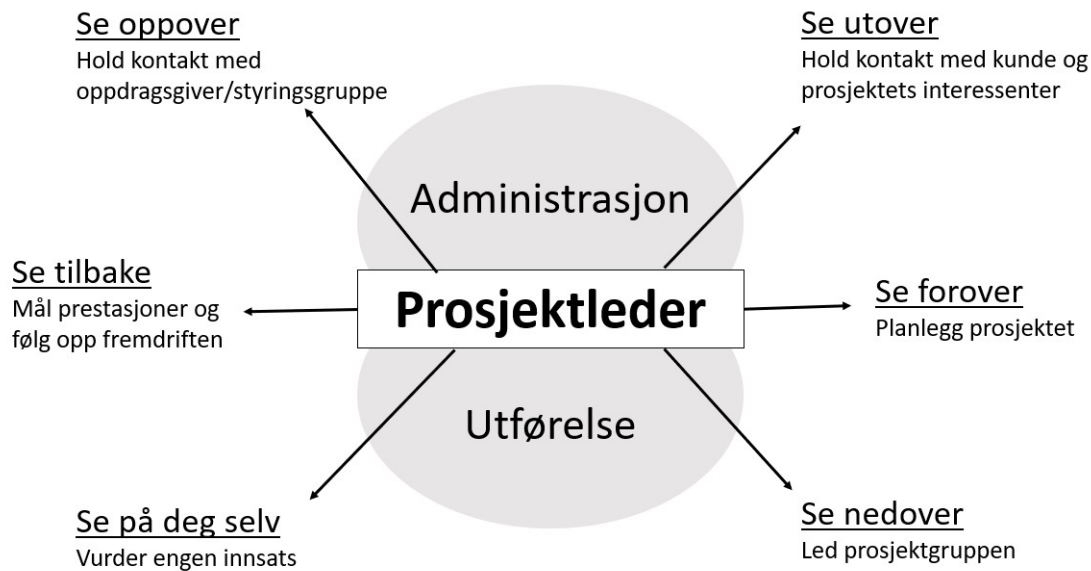 Se oppover
Hold kontakt med
oppdragsgiver/styringsgruppe
Se utover
Hold kontakt med kunde og
prosjektets interessenter
Administrasjon
Se tilbake
Mål prestasjoner og
følg opp fremdriften
Prosjektleder
Se forover
Planlegg prosjektet
Utførelse
Se på deg selv
Vurder engen innsats
Se nedover
Led prosjektgruppen